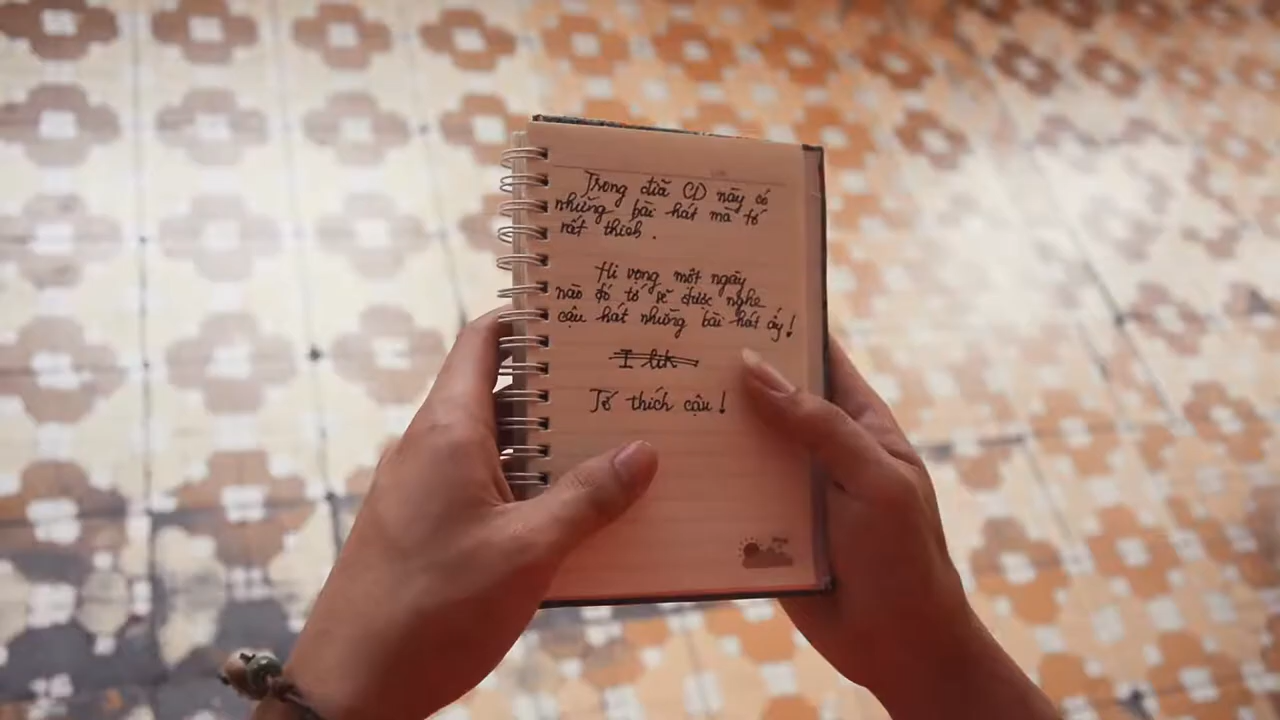 Trong đĩa CD này có
những bài hát mà tớ
rất thích.
Hi vọng một ngày
nào đó tớ sẽ được nghe
cậu hát những bài hát ấy!
I lik
Tớ thích cậu!